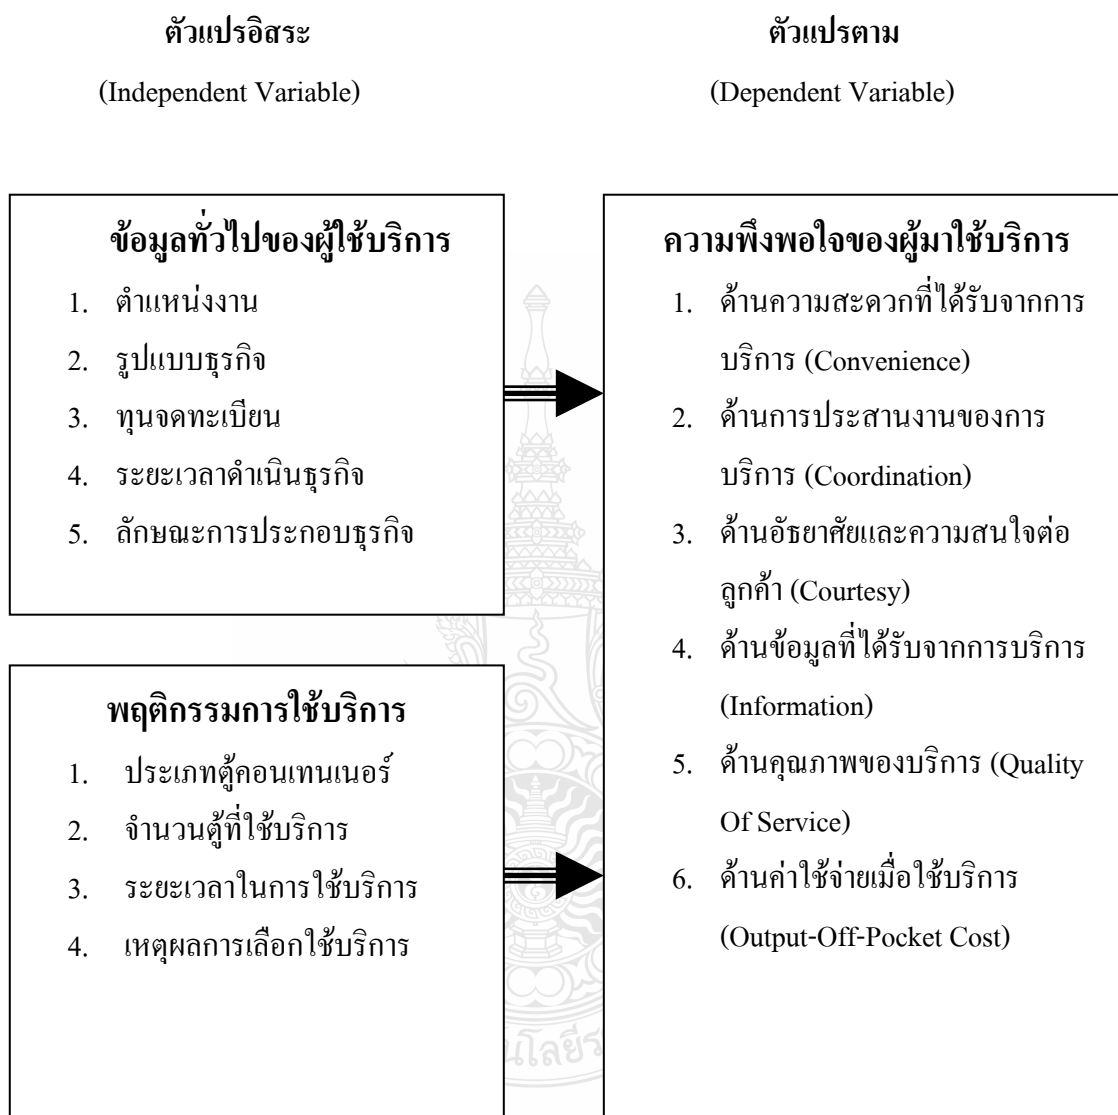 ตัวแปรอิสระ
(Independent Variable)
ตัวแปรตาม
(Dependent Variable)
ข้อมูลทั่วไปของผู้ใช้บริการ
1. ตำแหน่งงาน
2. รูปแบบธุรกิจ
3. ทุนจดทะเบียน
4. ระยะเวลาดำเนินธุรกิจ
5. ลักษณะการประกอบธุรกิจ
พฤติกรรมการใช้บริการ
1. ประเภทตู้คอนเทนเนอร์
2. จำนวนตู้ที่ใช้บริการ
3. ระยะเวลาในการใช้บริการ
4. เหตุผลการเลือกใช้บริการ
ความพึงพอใจของผู้มาใช้บริการ
1. ด้านความสะดวกที่ได้รับจากการ
บริการ (Convenience)
2. ด้านการประสานงานของการ
บริการ (Coordination)
3. ด้านอัธยาศัยและความสนใจต่อ
ลูกค้า (Courtesy)
4. ด้านข้อมูลที่ได้รับจากการบริการ
(Information)
5. ด้านคุณภาพของบริการ (Quality
Of Service)
6. ด้านค่าใช้จ่ายเมื่อใช้บริการ
(Output-Off-Pocket Cost)